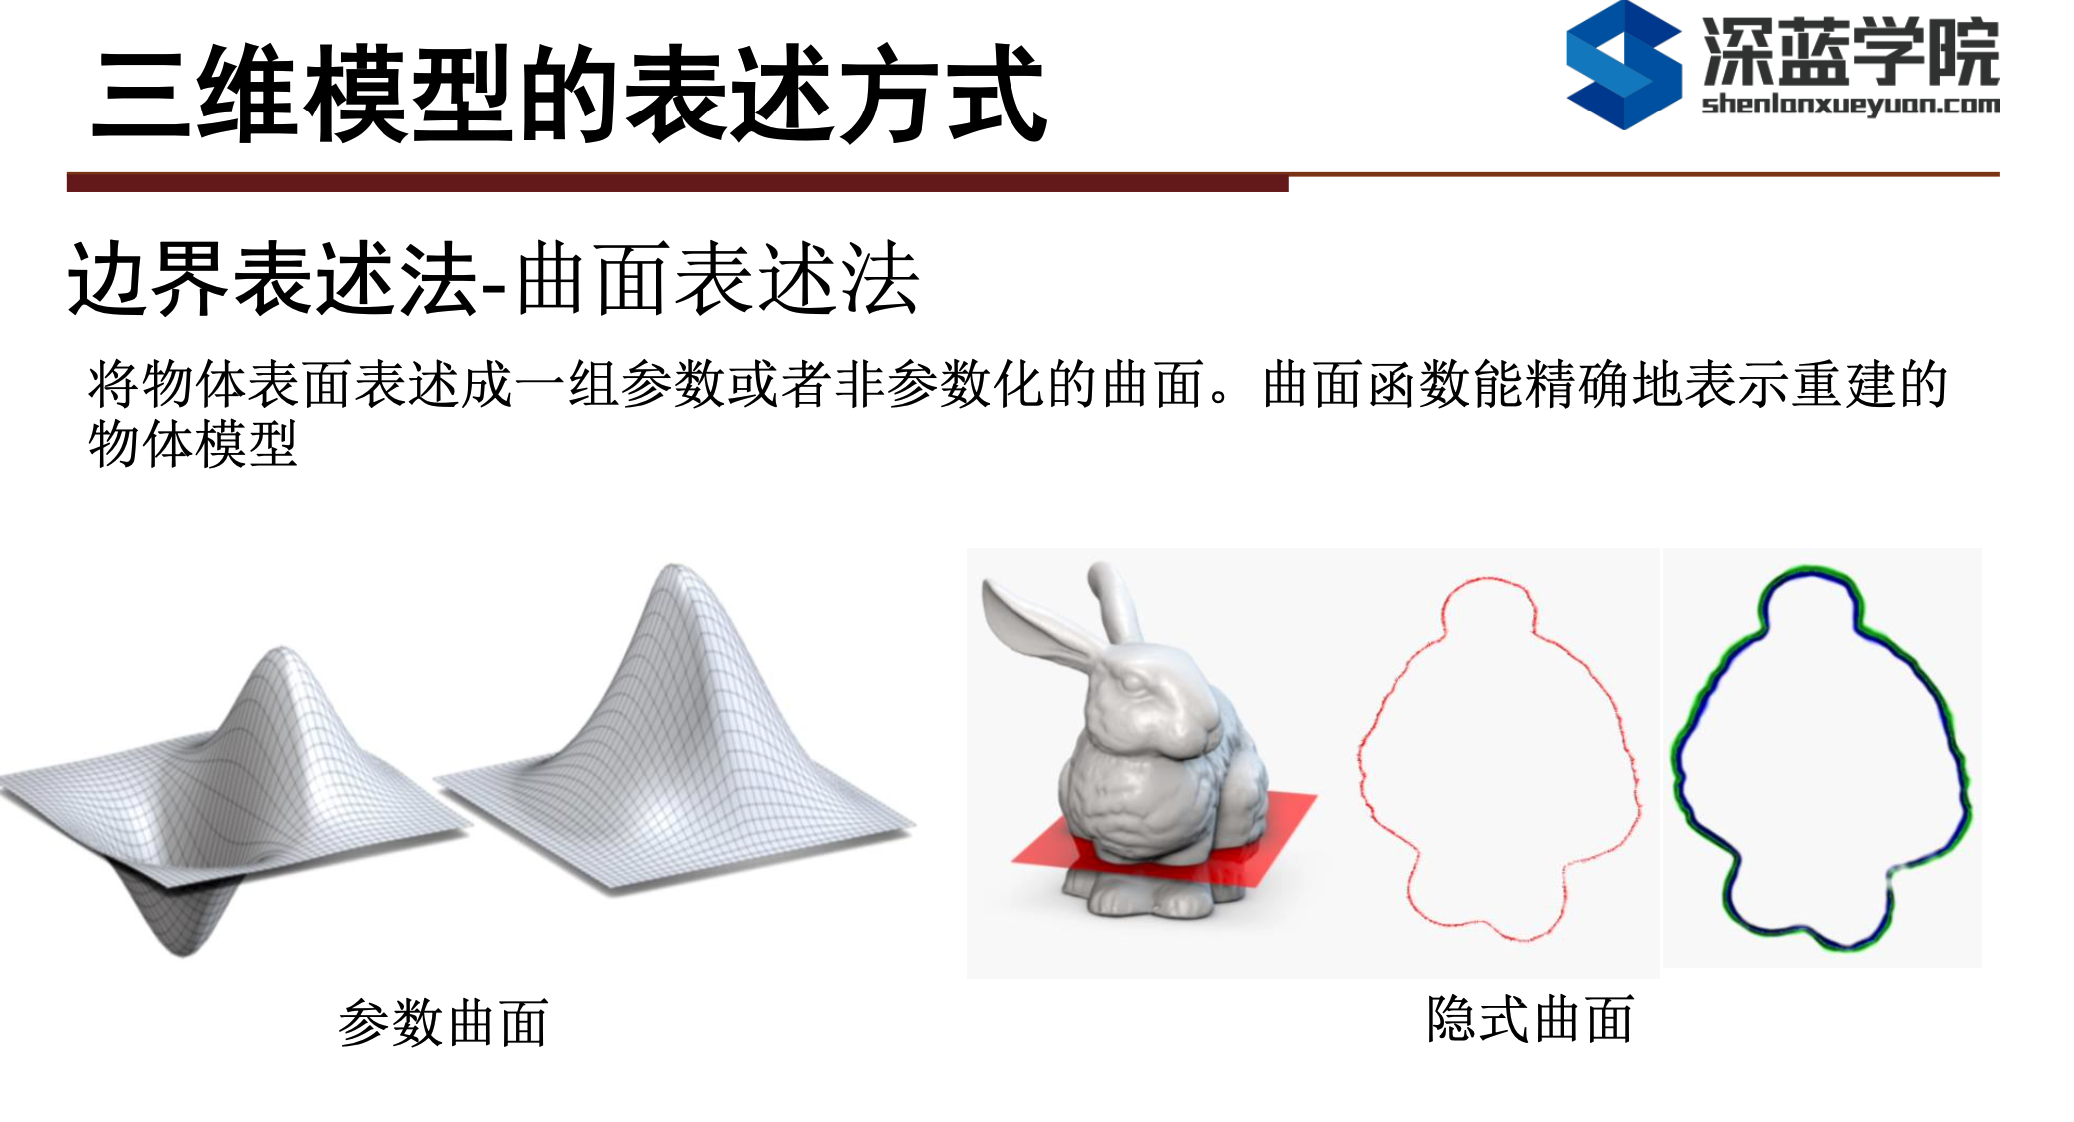 三维模型的表述方式
深蓝学院
shenlanxueyuan.com
边界表述法-曲面表述法
将物体表面表述成一组参数或者非参数化的曲面。曲面函数能精确地表示重建的
物体模型
参数曲面
隐式曲面